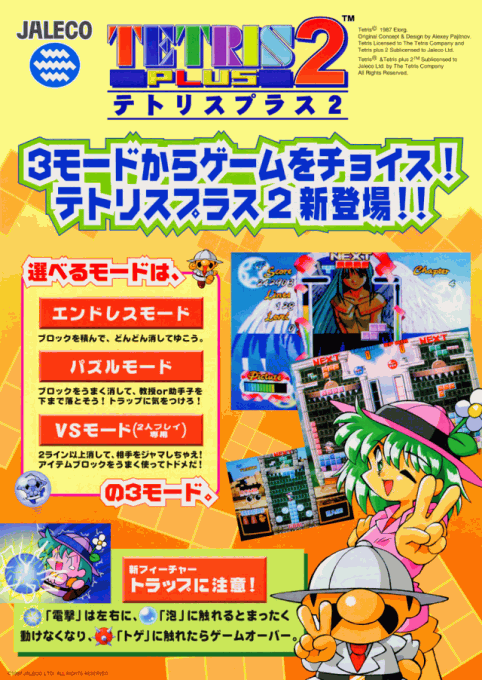 JALECO
TETRIS 2™
PLUS
テトリスプラス2
Tetris© 1987 Elorg.
Original Concept & Design by Alexey Pajitnov.
Tetris Licensed to The Tetris Company and
Tetris plus 2 Sublicensed to Jaleco Ltd.
Tetris© &Tetris plus 2™ Sublicensed to
Jaleco Ltd. by The Tetris Company
All Rights Reserved.
3モードからゲームをチョイス!
テトリスプラス2新登場!!
選べるモードは、
エンドレスモード
ブロックを積んで、どんどん消してゆこう。
パズルモード
ブロックをうまく消して、教授or助手子を
下まで落とそう!トラップに気をつけろ!
VSモード(2人プレイ専用)
2ライン以上消して、相手をジャマしちゃえ!
アイテムブロックをうまく使ってトドメだ!
の3モード。
NEXT
Score
Lines
128
Level
Picture
Chapter
4
NEXT
NEXT
新フィーチャー
トラップに注意!
「電撃」は左右に、「泡」に触れるとまったく
動けなくなり、「トゲ」に触れたらゲームオーバー。
JALECO LTD. ALL RIGHTS RESERVED